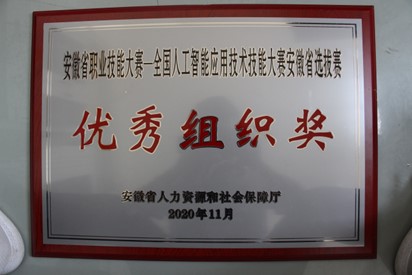 安徽省职业技能大赛—全国人工智能应用技术技能大赛安徽省选拔赛
优秀组织奖
安徽省人力资源和社会保障厅
2020年11月